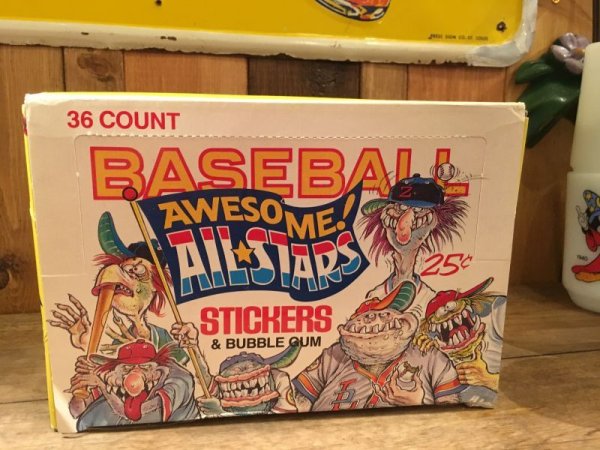 36 COUNT
BASEBALL
AWESOME!
ALL★STARS
25¢
STICKERS
& BUBBLE GUM
Z